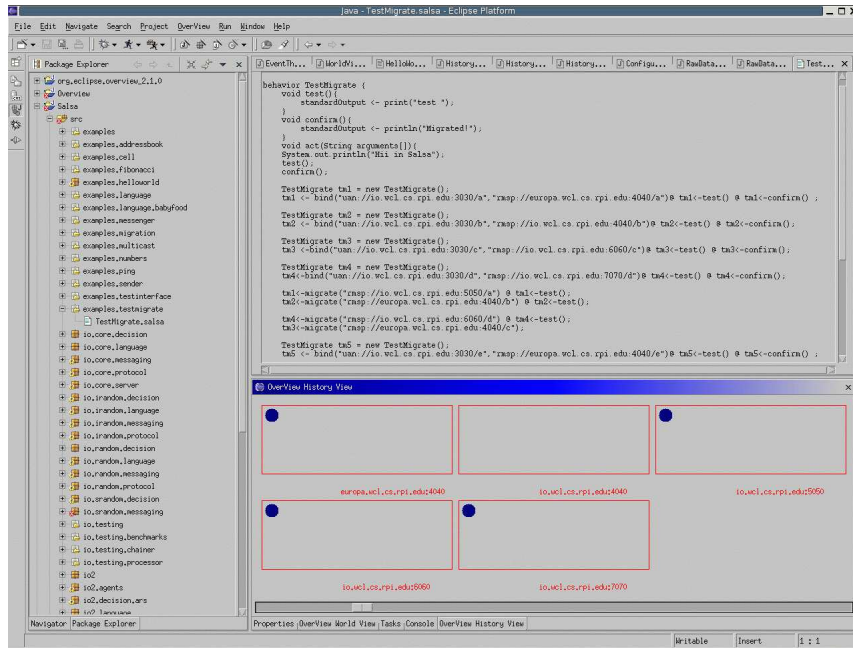 java - TestMigrate.salsa - Eclipse Platform
File Edit Navigate Search Project OverView Run Window Help
Package Explorer
EventTh... WorldVi... HelloWo... History... History... History... Configu... RawData... RawData... Test...
org.eclipse.overview_2.1.0
Overview
Salsa
src
examples
examples.addressbook
examples.cell
examples.fibonacci
examples.helloworld
examples.language
examples.language.babyfood
examples.messenger
examples.migration
examples.multicast
examples.numbers
examples.ping
examples.sender
examples.testinterface
examples.testmigrate
TestMigrate.salsa
io.core.decision
io.core.language
io.core.messaging
io.core.protocol
io.core.server
io.irandom.decision
io.irandom.language
io.irandom.messaging
io.irandom.protocol
io.random.decision
io.random.language
io.random.messaging
io.random.protocol
io.srandom.decision
io.srandom.messaging
io.testing
io.testing.benchmarks
io.testing.chainer
io.testing.processor
io2
io2.agents
io2.decision.ars
io2.language
Navigator Package Explorer
behavior TestMigrate {
void test(){
standardOutput <- print("test ");
}
void confirm(){
standardOutput <- println("Migrated!");
}
void act(String arguments[]){
System.out.println("Hii in Salsa");
test();
confirm();
TestMigrate tm1 = new TestMigrate();
tm1 <- bind("uan://io.wcl.cs.rpi.edu:3030/a","rmsp://europa.wcl.cs.rpi.edu:4040/a")@ tm1<-test() @ tm1<-confirm() ;
TestMigrate tm2 = new TestMigrate();
tm2 <- bind("uan://io.wcl.cs.rpi.edu:3030/b","rmsp://io.wcl.cs.rpi.edu:4040/b")@ tm2<-test() @ tm2<-confirm();
TestMigrate tm3 = new TestMigrate();
tm3 <-bind("uan://io.wcl.cs.rpi.edu:3030/c","rmsp://io.wcl.cs.rpi.edu:6060/c")@ tm3<-test() @ tm3<-confirm();
TestMigrate tm4 = new TestMigrate();
tm4<-bind("uan://io.wcl.cs.rpi.edu:3030/d","rmsp://io.wcl.cs.rpi.edu:7070/d")@ tm4<-test() @ tm4<-confirm();
tm1<-migrate("rmsp://io.wcl.cs.rpi.edu:5050/a") @ tm1<-test();
tm2<-migrate("rmsp://europa.wcl.cs.rpi.edu:4040/b") @ tm2<-test();
tm4<-migrate("rmsp://io.wcl.cs.rpi.edu:6060/d") @ tm4<-test();
tm3<-migrate("rmsp://europa.wcl.cs.rpi.edu:4040/c");
TestMigrate tm5 = new TestMigrate();
tm5 <- bind("uan://io.wcl.cs.rpi.edu:3030/e","rmsp://europa.wcl.cs.rpi.edu:4040/e")@ tm5<-test() @ tm5<-confirm() ;
OverView History View
europa.wcl.cs.rpi.edu:4040 io.wcl.cs.rpi.edu:4040 io.wcl.cs.rpi.edu:5050
io.wcl.cs.rpi.edu:6060 io.wcl.cs.rpi.edu:7070
Properties OverView World View Tasks Console OverView History View
Writable Insert 1 : 1